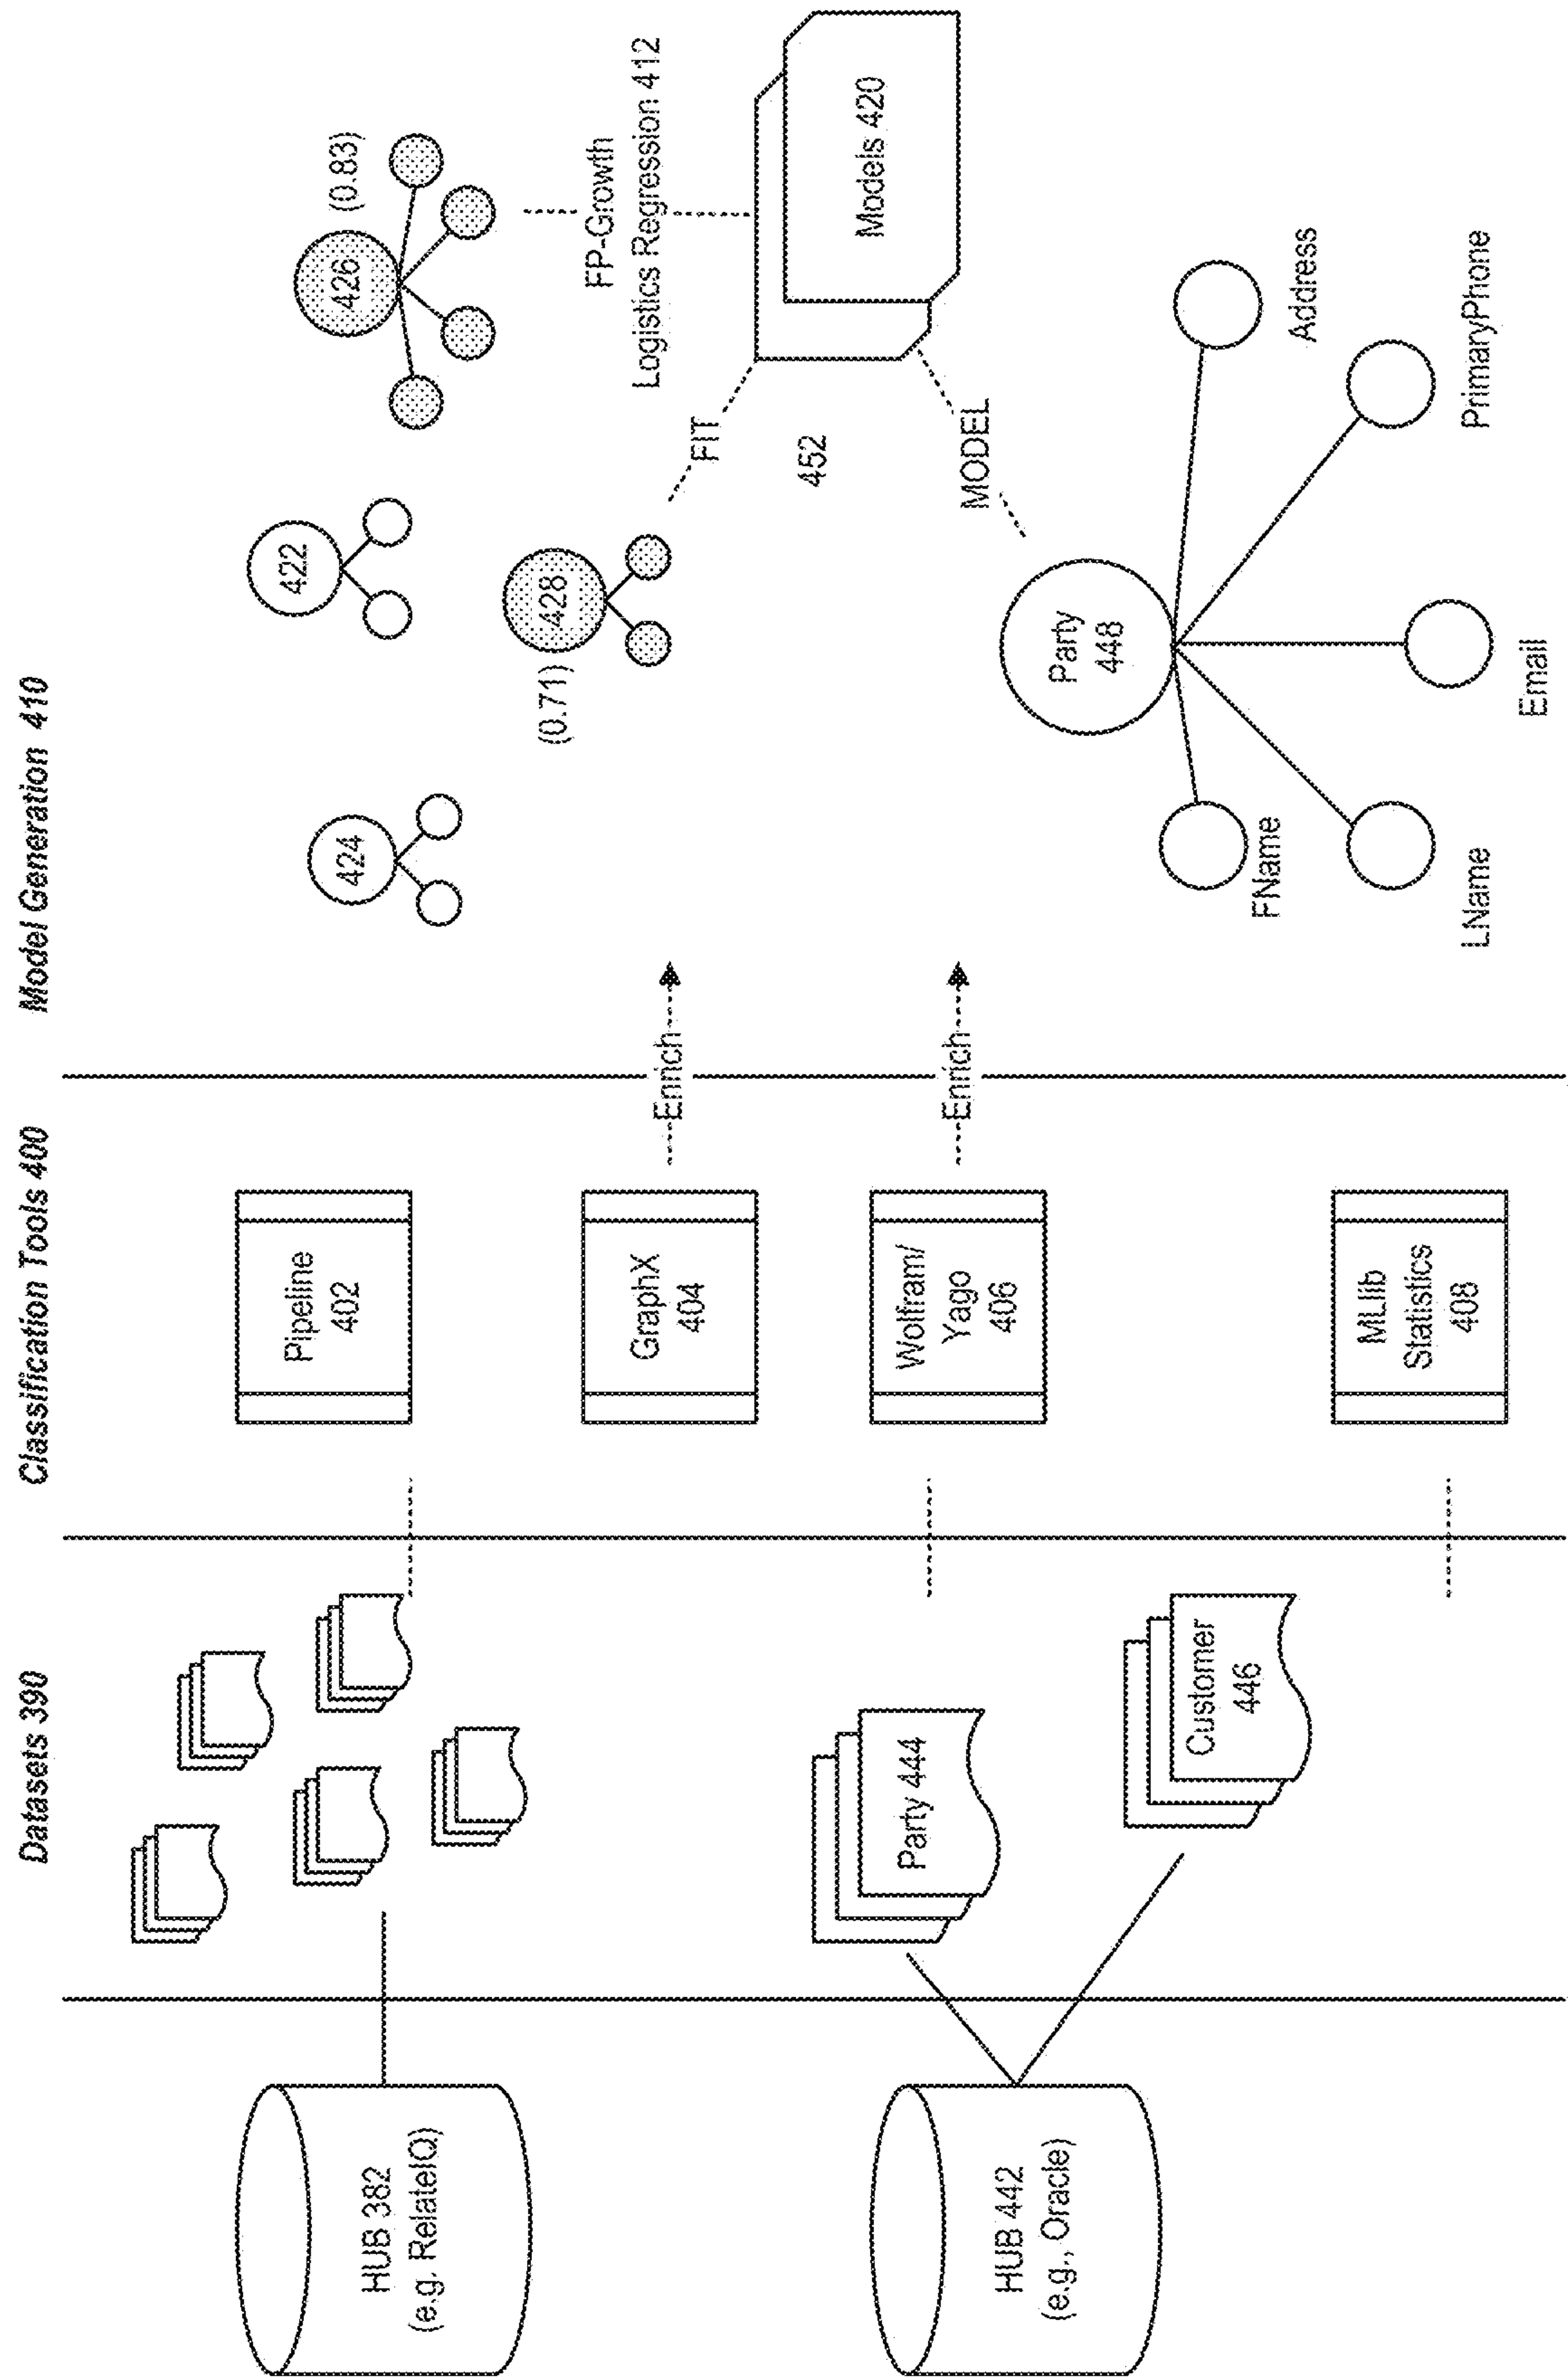 Datasets 390
Classification Tools 400
Model Generation 410
HUB 382
(e.g. RelateIQ)
HUB 442
(e.g., Oracle)
Party 444
Customer
446
Pipeline
402
GraphX
404
Wolfram/
Yago
406
MLlib
Statistics
408
Enrich
Enrich
424
422
426
(0.83)
428
(0.71)
FP-Growth
Logistics Regression 412
FIT
452
Models 420
MODEL
Party
448
FName
LName
Email
PrimaryPhone
Address